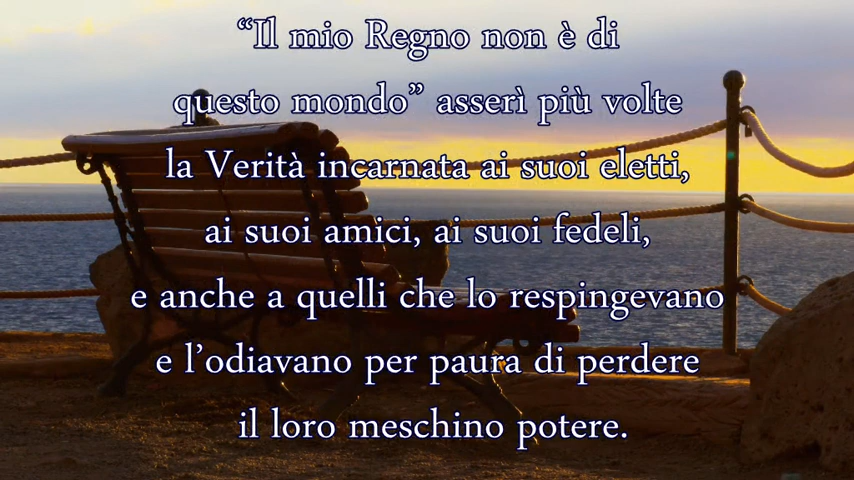 “Il mio Regno non è di
questo mondo” asserì più volte
la Verità incarnata ai suoi eletti,
ai suoi amici, ai suoi fedeli,
e anche a quelli che lo respingevano
e l’odiavano per paura di perdere
il loro meschino potere.